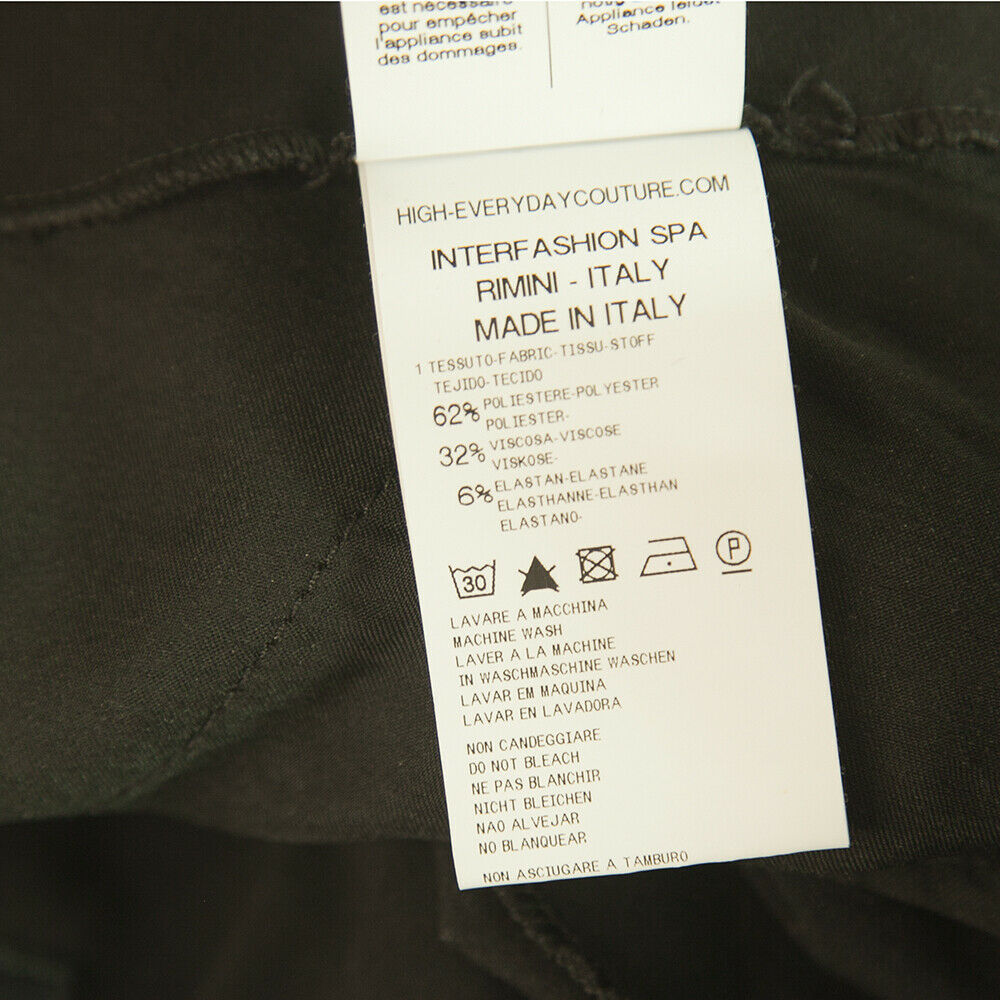 est nécessaire
pour empêcher
l'appliance subit
des dommages.
Appliance leidet
Schaden.
HIGH-EVERYDAYCOUTURE.COM
INTERFASHION SPA
RIMINI - ITALY
MADE IN ITALY
1 TESSUTO-FABRIC-TISSU-STOFF
TEJIDO-TECIDO
62% POLIESTERE-POLYESTER
POLIESTER-
32% VISCOSA-VISCOSE
VISKOSE-
6% ELASTAN-ELASTANE
ELASTHANNE-ELASTHAN
ELASTANO-
30 P
LAVARE A MACCHINA
MACHINE WASH
LAVER A LA MACHINE
IN WASCHMASCHINE WASCHEN
LAVAR EM MAQUINA
LAVAR EN LAVADORA
NON CANDEGGIARE
DO NOT BLEACH
NE PAS BLANCHIR
NICHT BLEICHEN
NAO ALVEJAR
NO BLANQUEAR
NON ASCIUGARE A TAMBURO